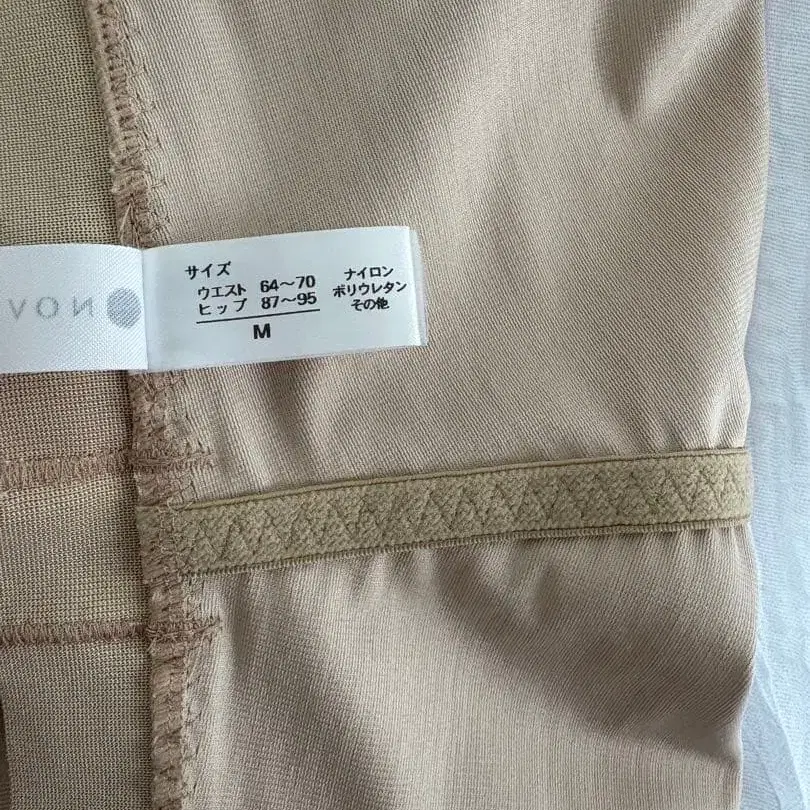 サイズ
ウエスト 64～70
ヒップ 87～95
M
ナイロン
ポリウレタン
その他
NOV